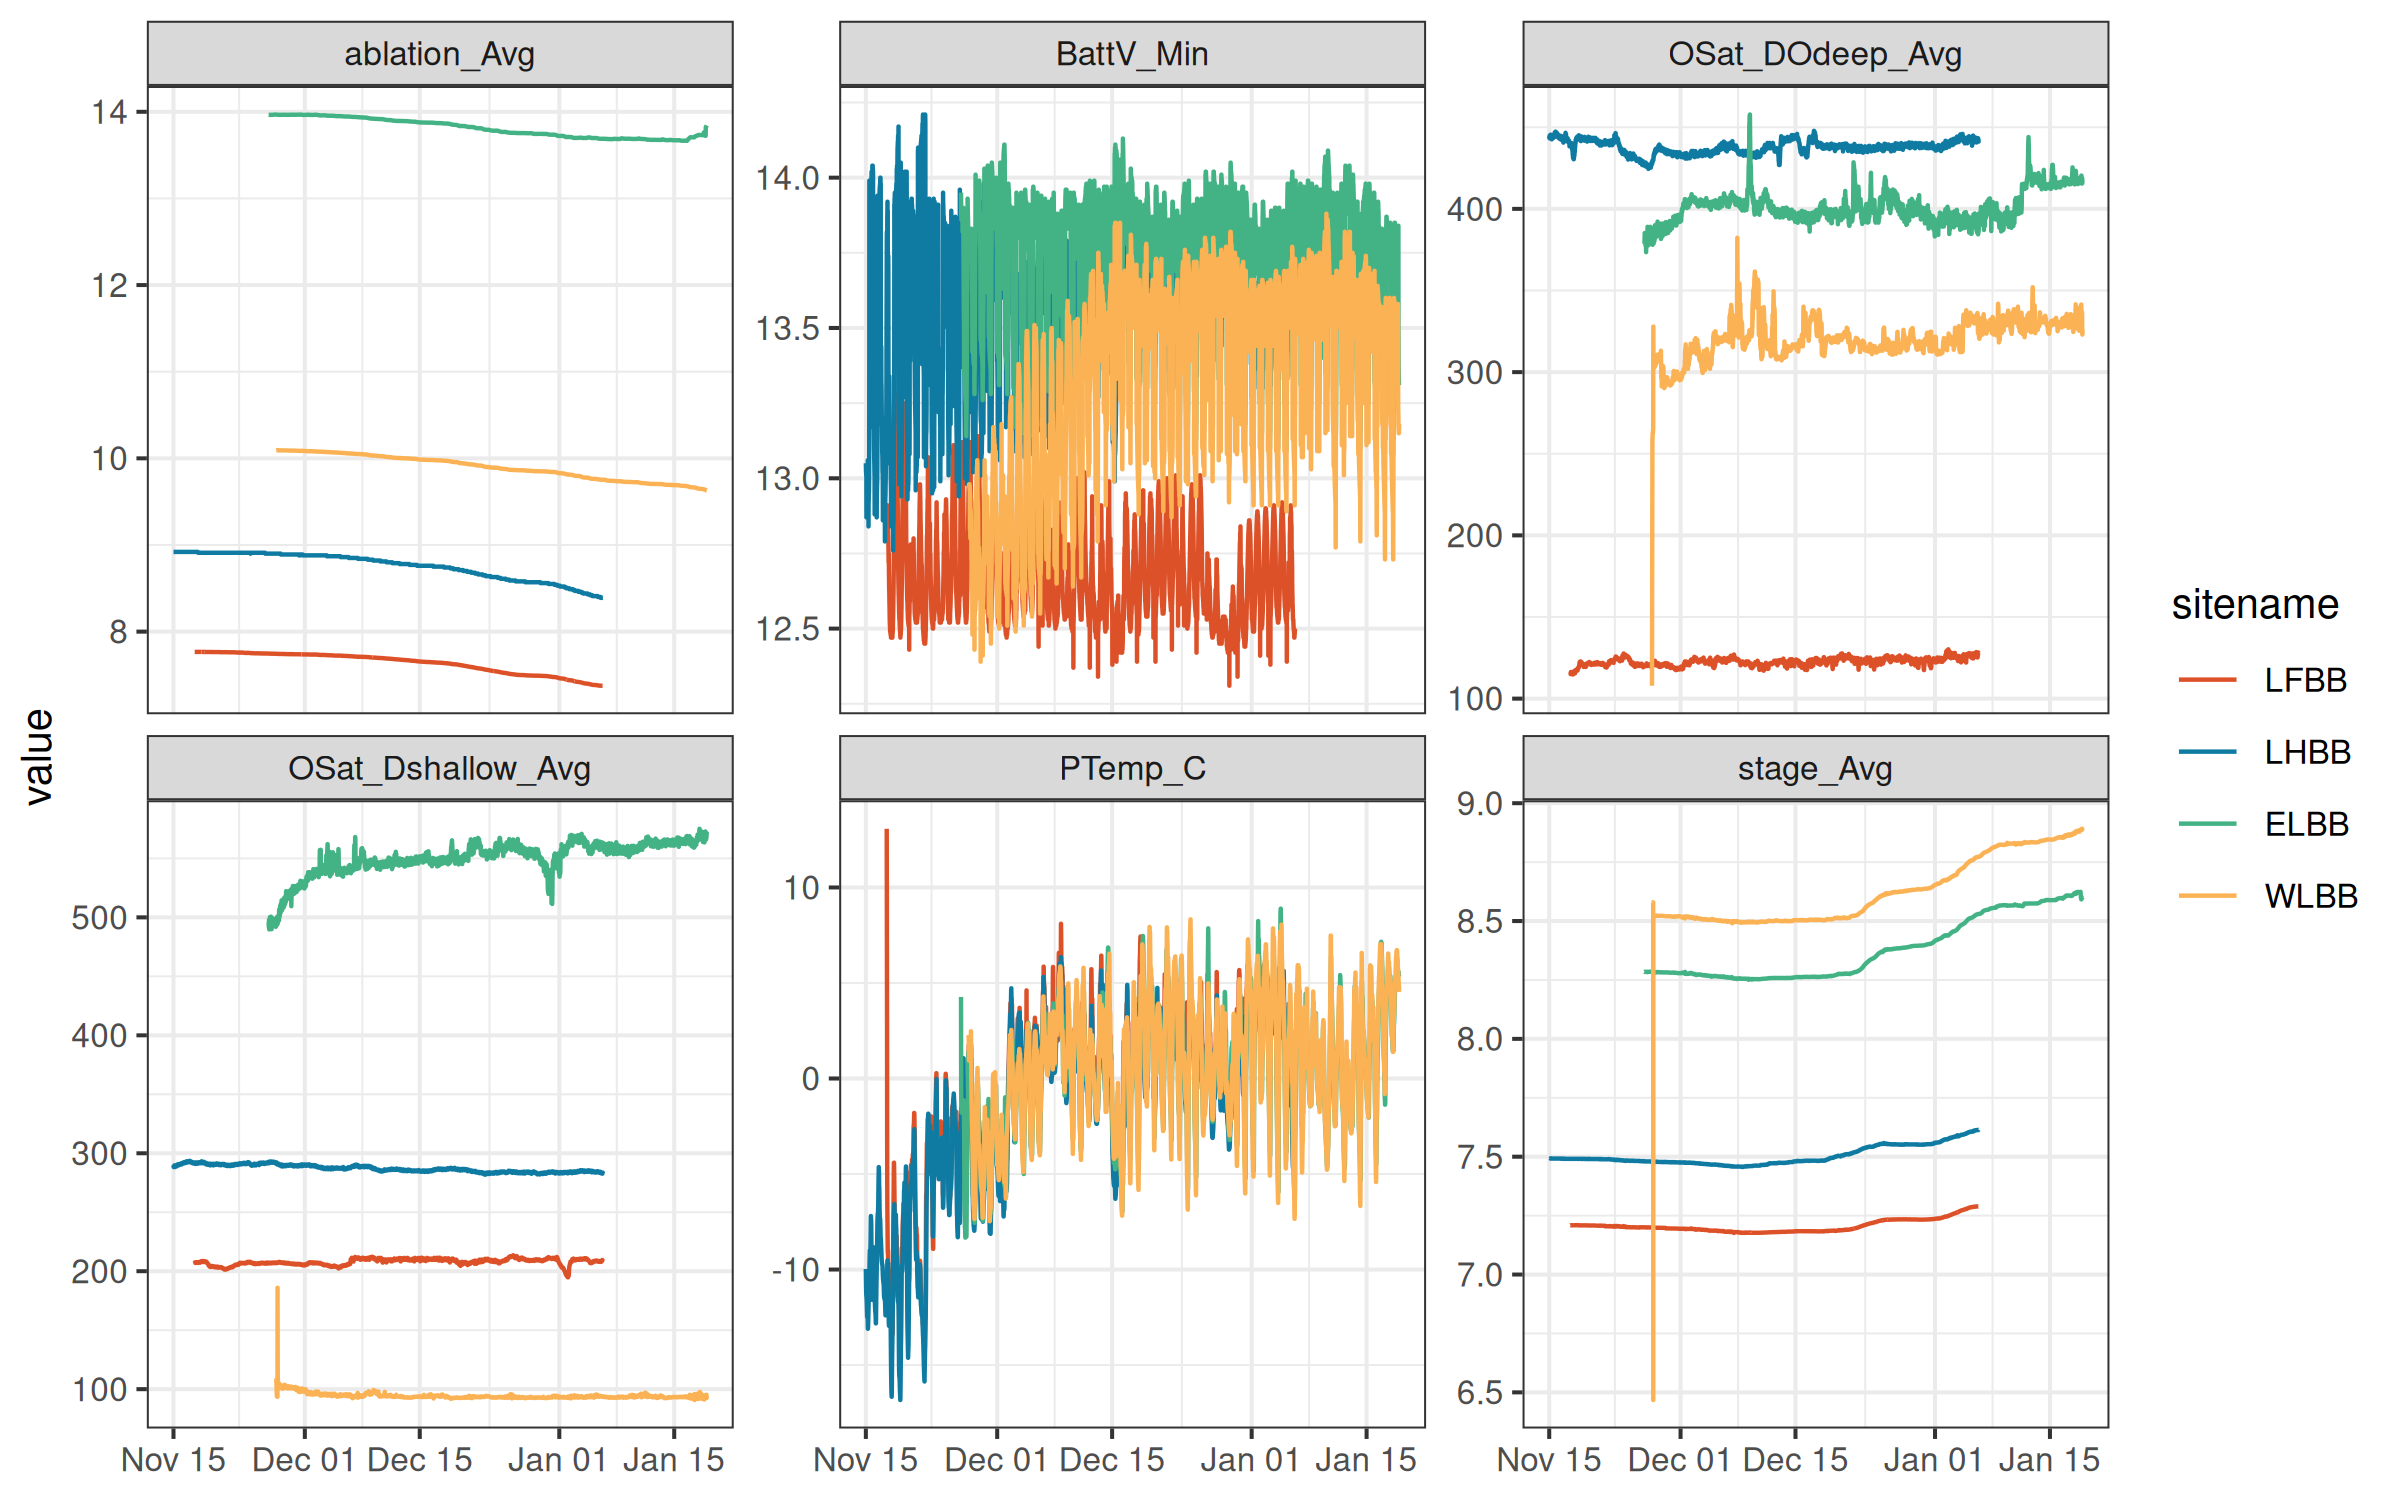 ablation_Avg
BattV_Min
OSat_DOdeep_Avg
14
12
10
8
14.0
13.5
13.0
12.5
400
300
200
100
value
OSat_Dshallow_Avg
PTemp_C
stage_Avg
500
400
300
200
100
10
0
-10
9.0
8.5
8.0
7.5
7.0
6.5
Nov 15 Dec 01 Dec 15 Jan 01 Jan 15
Nov 15 Dec 01 Dec 15 Jan 01 Jan 15
Nov 15 Dec 01 Dec 15 Jan 01 Jan 15
sitename
LFBB
LHBB
ELBB
WLBB